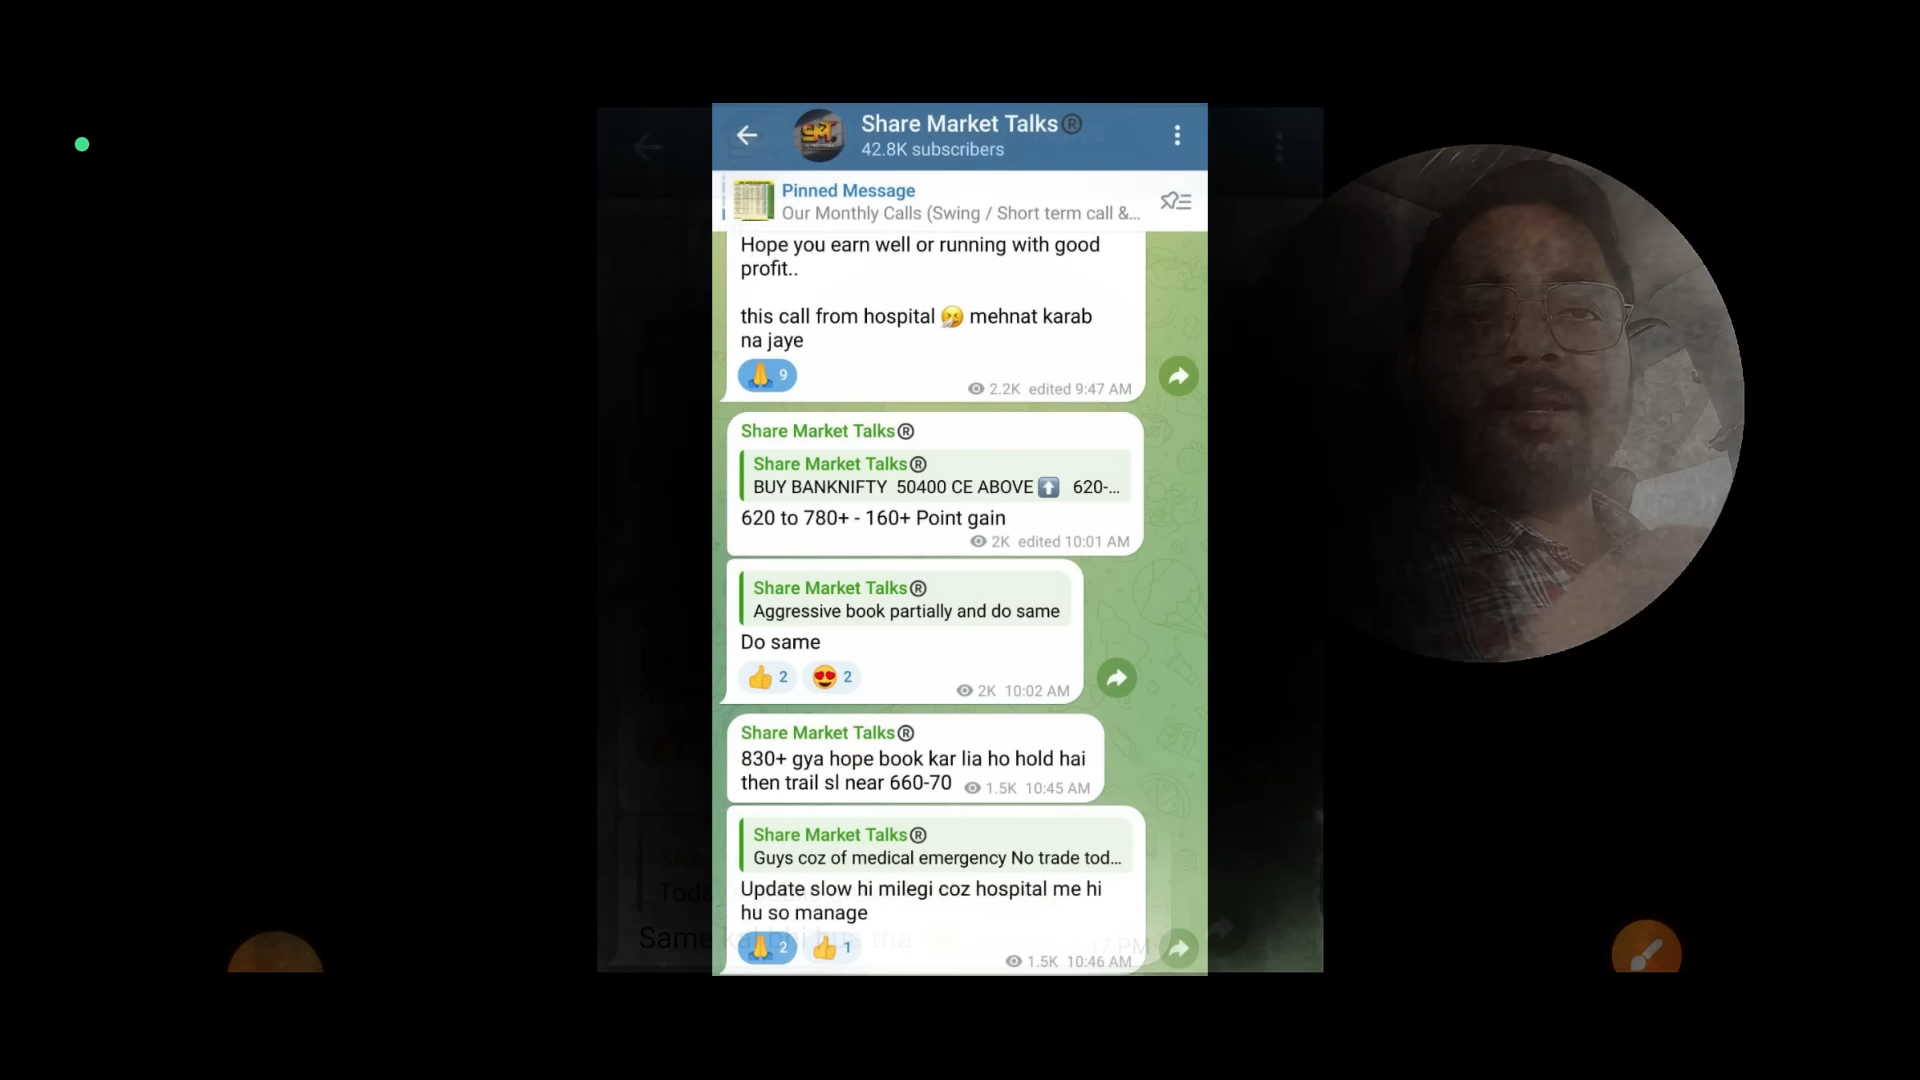 Share Market Talks®
42.8K subscribers
Pinned Message
Our Monthly Calls (Swing / Short term call &...
Hope you earn well or running with good
profit..
this call from hospital 🤧 mehnat karab
na jaye
🙏 9
2.2K edited 9:47 AM
Share Market Talks®
Share Market Talks®
BUY BANKNIFTY 50400 CE ABOVE ⬆️ 620-...
620 to 780+ - 160+ Point gain
2K edited 10:01 AM
Share Market Talks®
Aggressive book partially and do same
Do same
👍 2 😍 2
2K 10:02 AM
Share Market Talks®
830+ gya hope book kar lia ho hold hai
then trail sl near 660-70 1.5K 10:45 AM
Share Market Talks®
Guys coz of medical emergency No trade tod...
Update slow hi milegi coz hospital me hi
hu so manage
🙏 2 👍 1
1.5K 10:46 AM